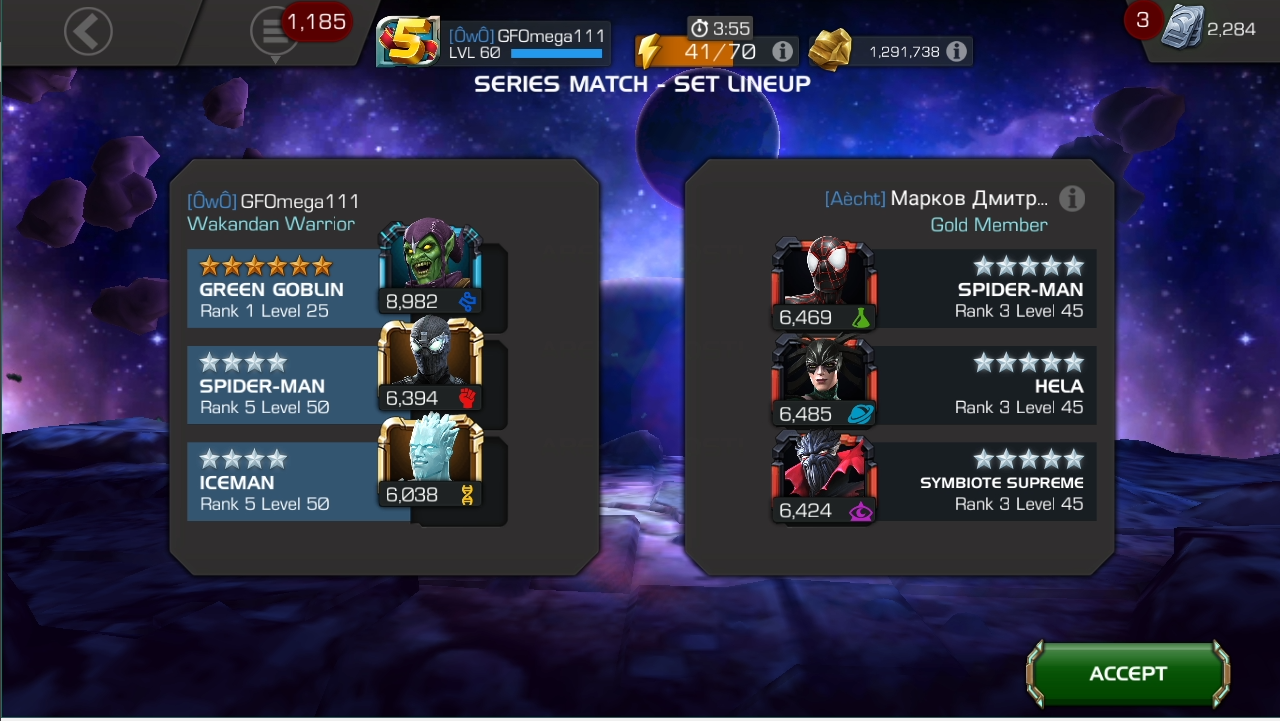 1,185
5
[ÔwÔ] GFOmega111
LVL 60
3:55
41/70
1,291,738
3
2,284
SERIES MATCH - SET LINEUP
[ÔwÔ] GFOmega111
Wakandan Warrior
GREEN GOBLIN
Rank 1 Level 25
8,982
SPIDER-MAN
Rank 5 Level 50
6,394
ICEMAN
Rank 5 Level 50
6,038
[Aècht] Марков Дмитр...
Gold Member
SPIDER-MAN
Rank 3 Level 45
6,469
HELA
Rank 3 Level 45
6,485
SYMBIOTE SUPREME
Rank 3 Level 45
6,424
ACCEPT